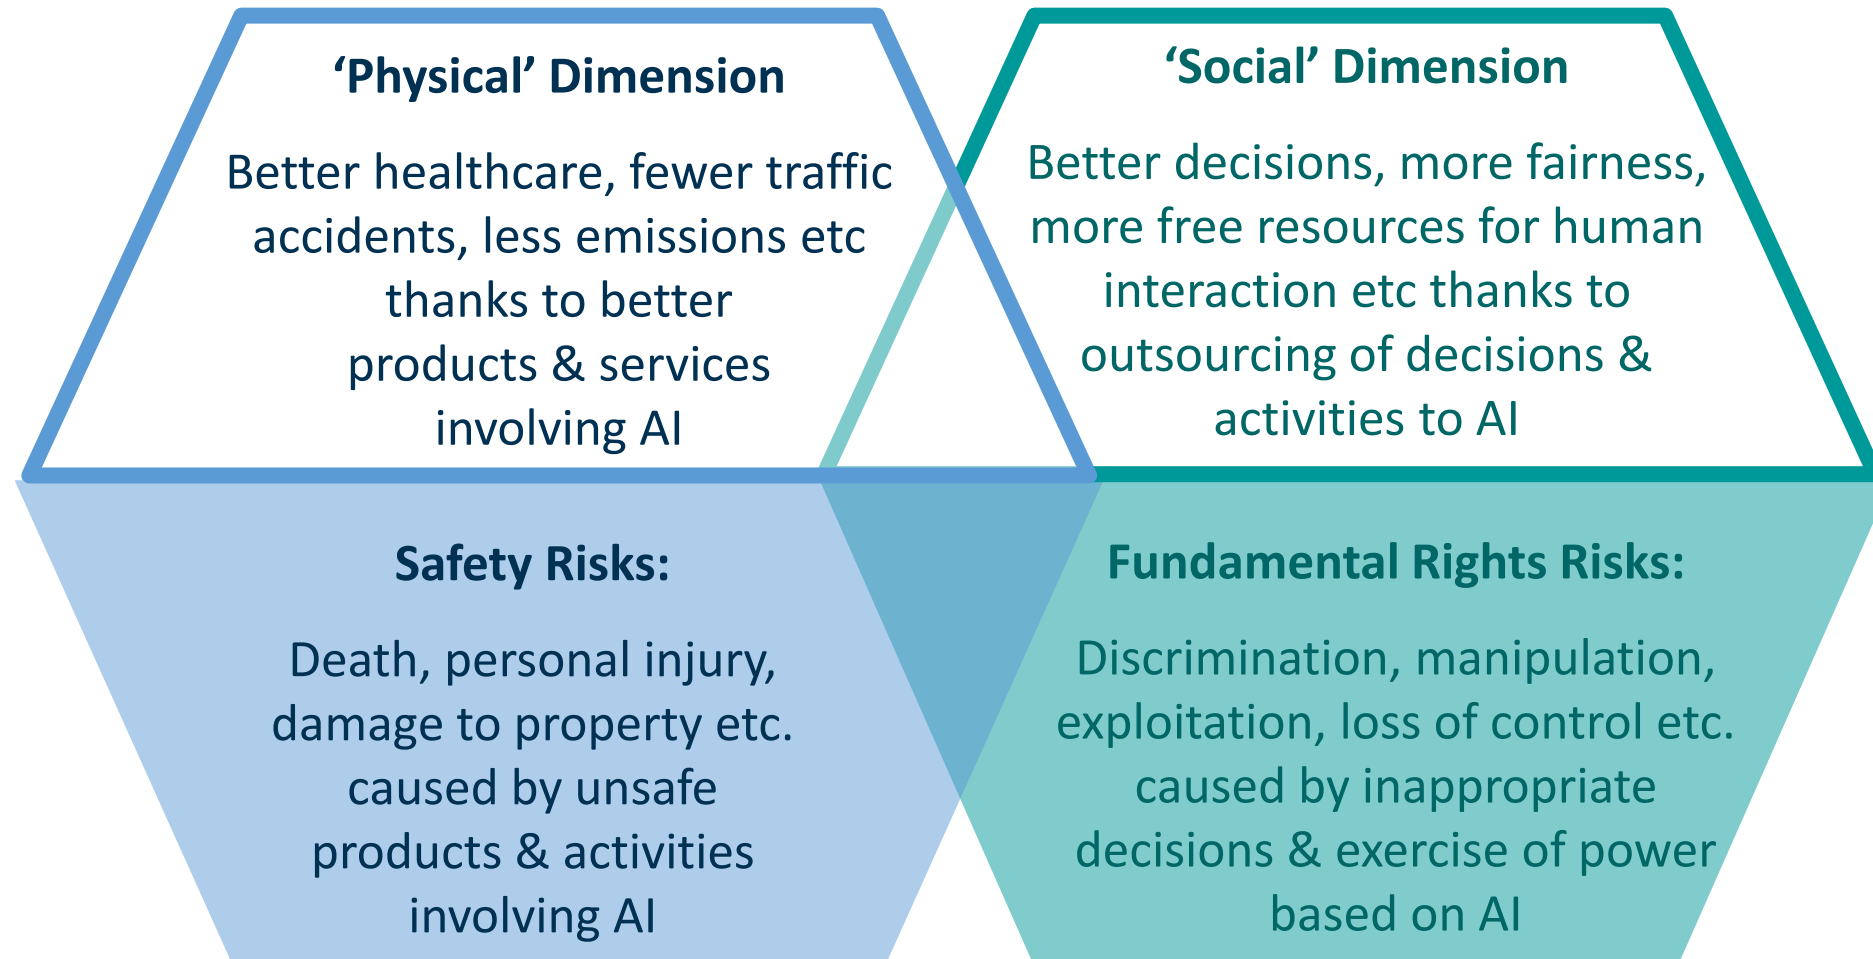 ‘Physical’ Dimension
Better healthcare, fewer traffic
accidents, less emissions etc
thanks to better
products & services
involving AI
‘Social’ Dimension
Better decisions, more fairness,
more free resources for human
interaction etc thanks to
outsourcing of decisions &
activities to AI
Safety Risks:
Death, personal injury,
damage to property etc.
caused by unsafe
products & activities
involving AI
Fundamental Rights Risks:
Discrimination, manipulation,
exploitation, loss of control etc.
caused by inappropriate
decisions & exercise of power
based on AI